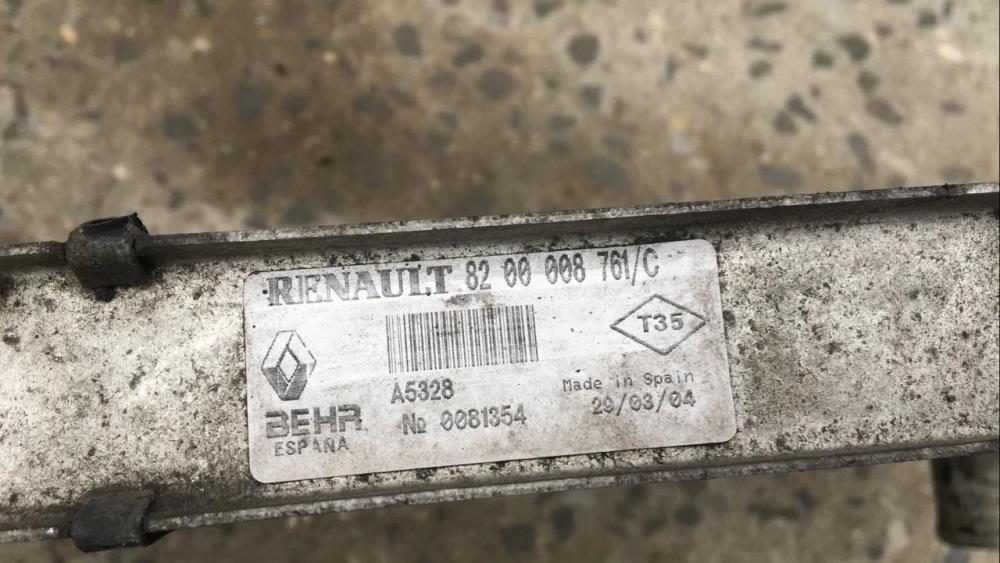 RENAULT 82 00 008 761/C
T35
A5328
Made in Spain
BEHR
№ 0081354
29/03/04
ESPAÑA